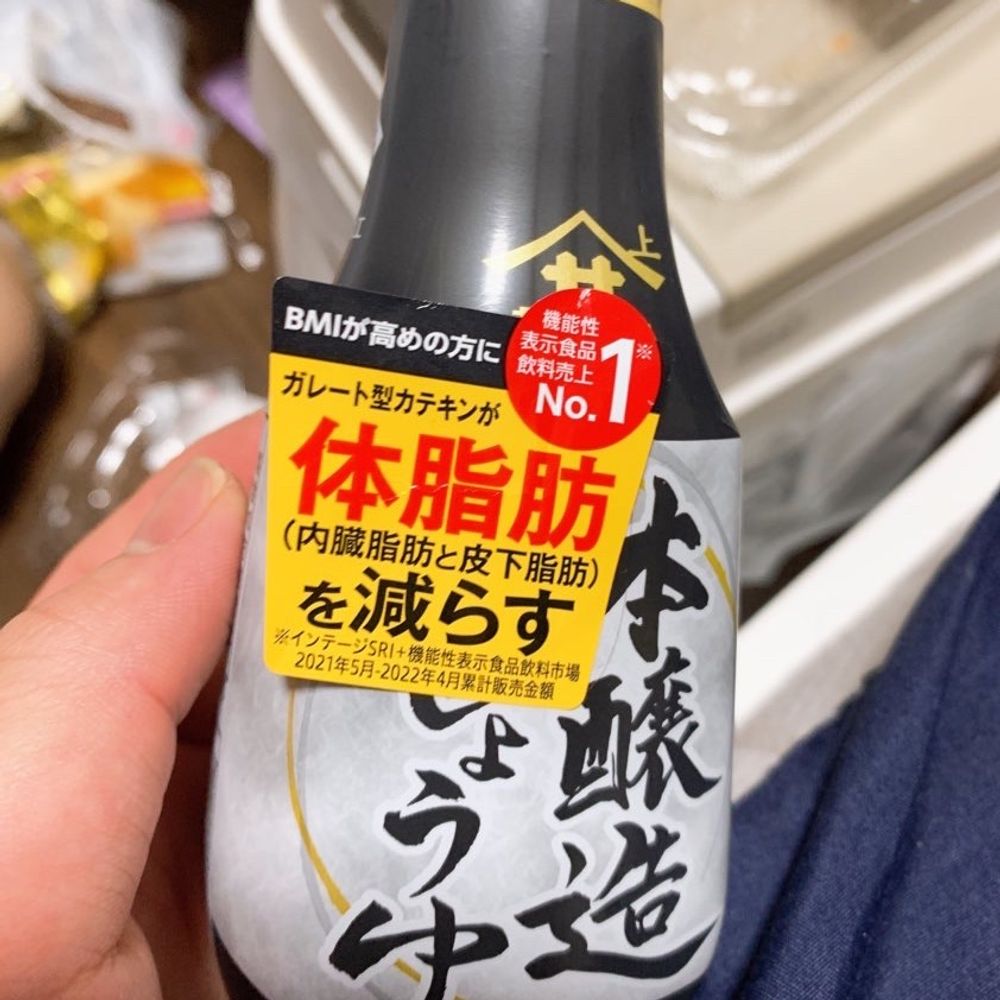 上
サ
BMIが高めの方に
機能性
表示食品
飲料売上
No.1※
ガレート型カテキンが
体脂肪
(内臓脂肪と皮下脂肪)
を減らす
※インテージSRI+機能性表示食品飲料市場
2021年5月-2022年4月累計販売金額
本醸造
しょうゆ